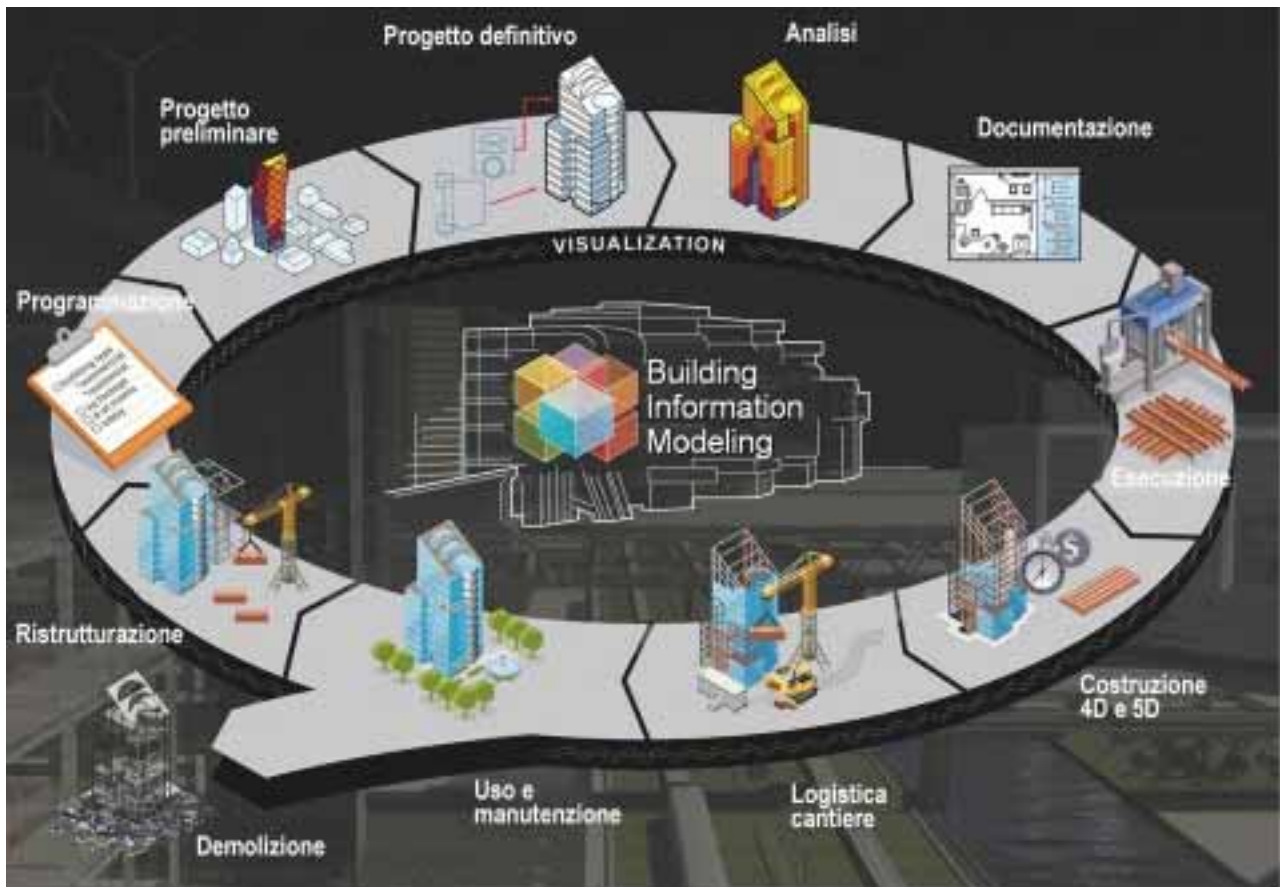 Progetto definitivo
Analisi
Progetto
preliminare
Documentazione
VISUALIZATION
Programmazione
Building
Information
Modeling
Esecuzione
S
Ristrutturazione
Costruzione
4D e 5D
Uso e
manutenzione
Logistica
cantiere
Demolizione